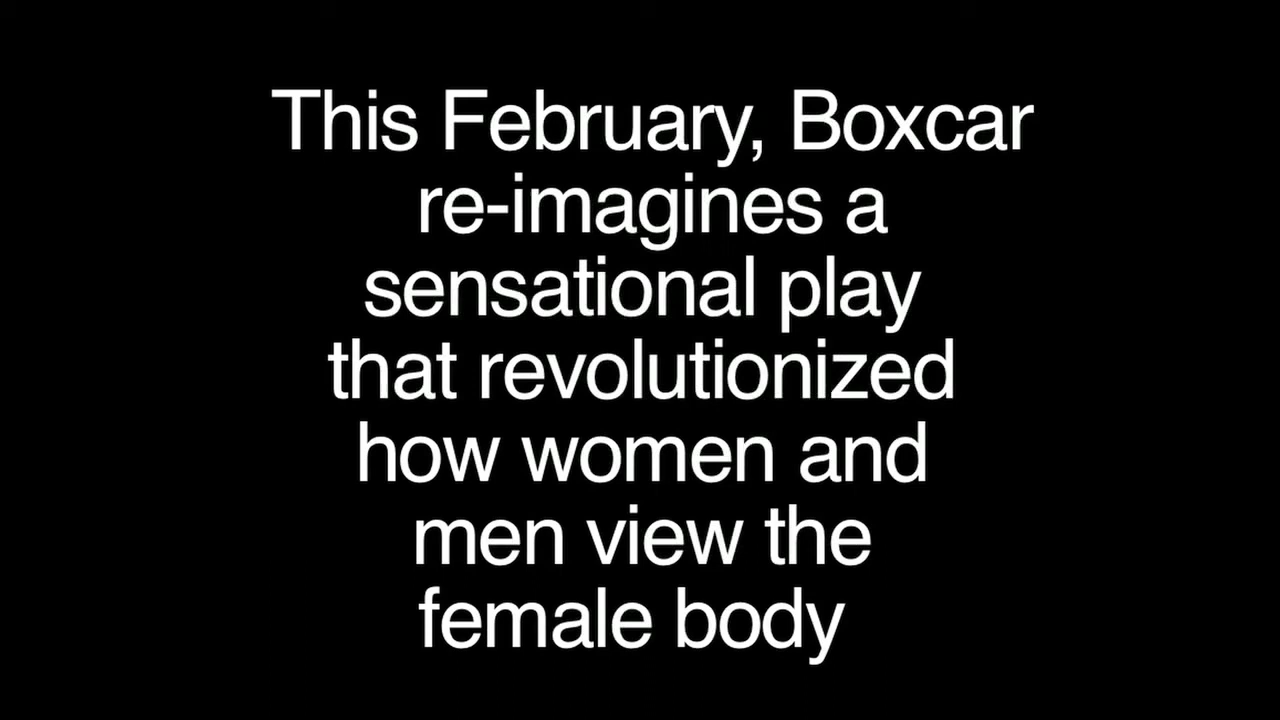 This February, Boxcar
re-imagines a
sensational play
that revolutionized
how women and
men view the
female body